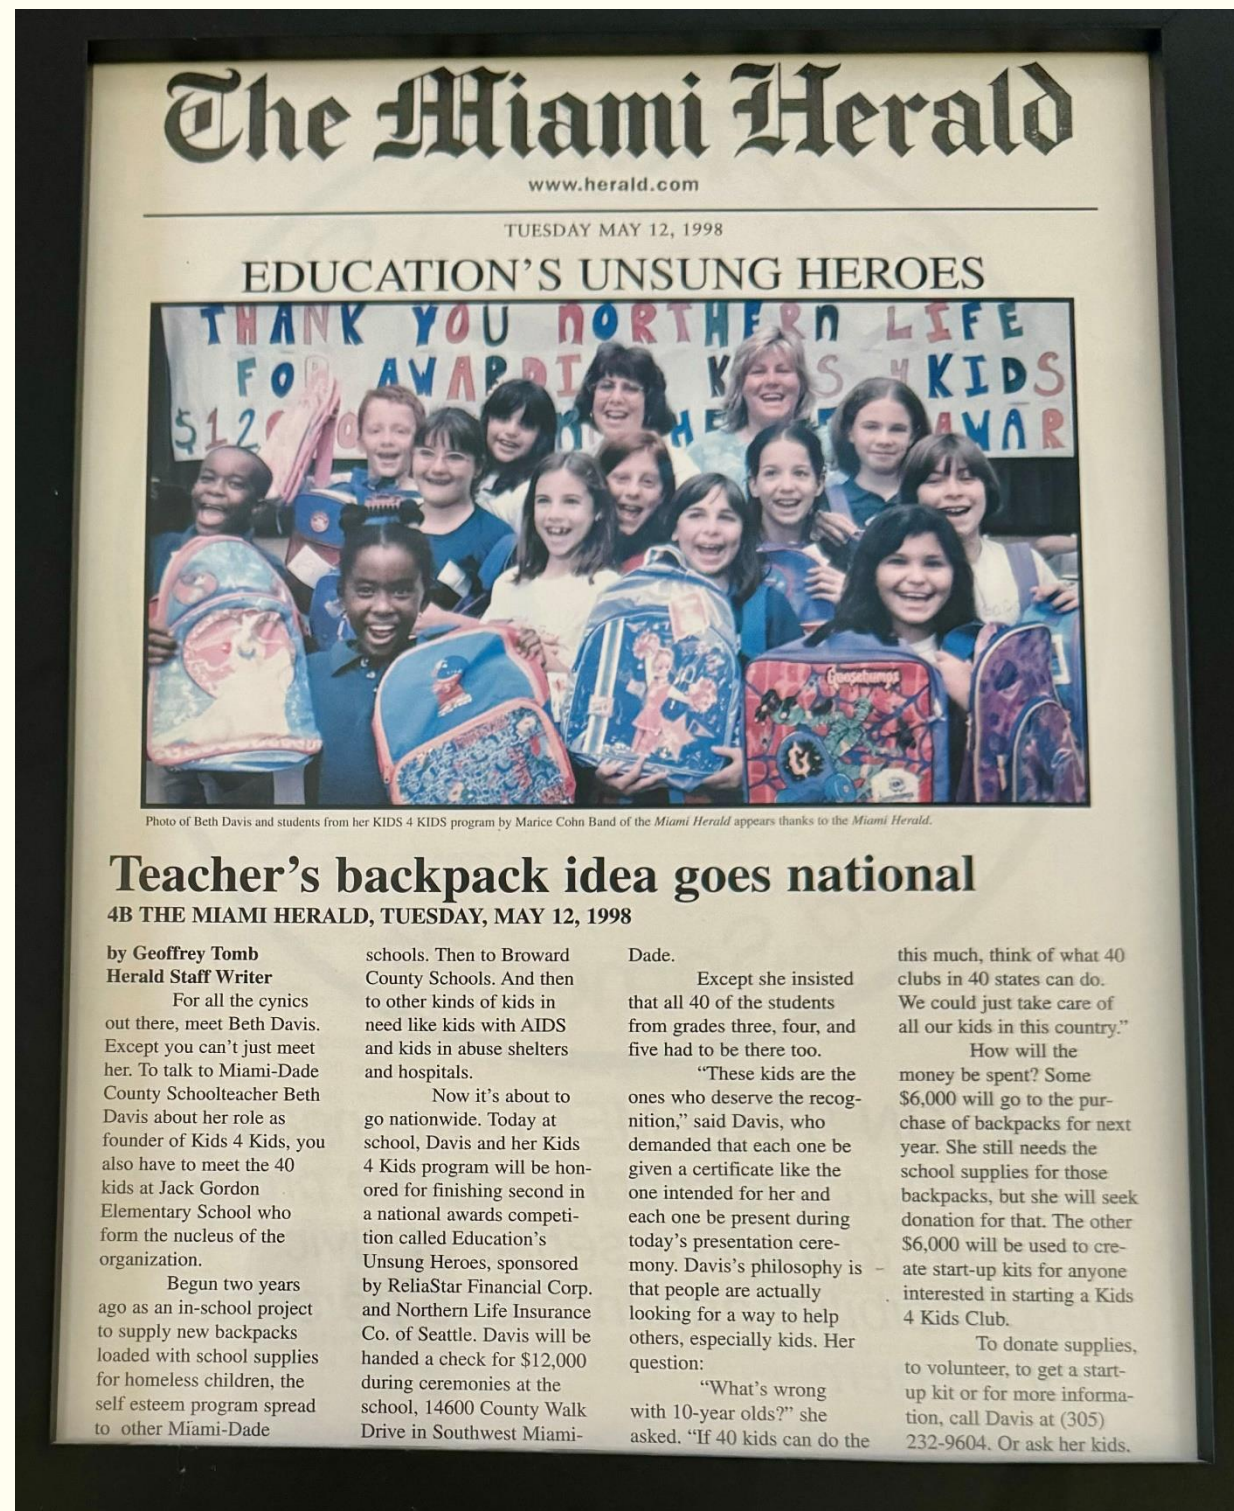 The Miami Herald
www.herald.com
TUESDAY MAY 12, 1998
EDUCATION'S UNSUNG HEROES
THANK YOU NORTHERN LIFE
FOR AWARDI K S 4 KIDS
$12 HE AWAR
Goosebumps
Photo of Beth Davis and students from her KIDS 4 KIDS program by Marice Cohn Band of the Miami Herald appears thanks to the Miami Herald.
Teacher's backpack idea goes national
4B THE MIAMI HERALD, TUESDAY, MAY 12, 1998
by Geoffrey Tomb
Herald Staff Writer
For all the cynics
out there, meet Beth Davis.
Except you can't just meet
her. To talk to Miami-Dade
County Schoolteacher Beth
Davis about her role as
founder of Kids 4 Kids, you
also have to meet the 40
kids at Jack Gordon
Elementary School who
form the nucleus of the
organization.
Begun two years
ago as an in-school project
to supply new backpacks
loaded with school supplies
for homeless children, the
self esteem program spread
to other Miami-Dade
schools. Then to Broward
County Schools. And then
to other kinds of kids in
need like kids with AIDS
and kids in abuse shelters
and hospitals.
Now it's about to
go nationwide. Today at
school, Davis and her Kids
4 Kids program will be hon-
ored for finishing second in
a national awards competi-
tion called Education's
Unsung Heroes, sponsored
by ReliaStar Financial Corp.
and Northern Life Insurance
Co. of Seattle. Davis will be
handed a check for $12,000
during ceremonies at the
school, 14600 County Walk
Drive in Southwest Miami-
Dade.
Except she insisted
that all 40 of the students
from grades three, four, and
five had to be there too.
"These kids are the
ones who deserve the recog-
nition," said Davis, who
demanded that each one be
given a certificate like the
one intended for her and
each one be present during
today's presentation cere-
mony. Davis's philosophy is
that people are actually
looking for a way to help
others, especially kids. Her
question:
"What's wrong
with 10-year olds?" she
asked. "If 40 kids can do the
this much, think of what 40
clubs in 40 states can do.
We could just take care of
all our kids in this country."
How will the
money be spent? Some
$6,000 will go to the pur-
chase of backpacks for next
year. She still needs the
school supplies for those
backpacks, but she will seek
donation for that. The other
$6,000 will be used to cre-
ate start-up kits for anyone
interested in starting a Kids
4 Kids Club.
To donate supplies,
to volunteer, to get a start-
up kit or for more informa-
tion, call Davis at (305)
232-9604. Or ask her kids.